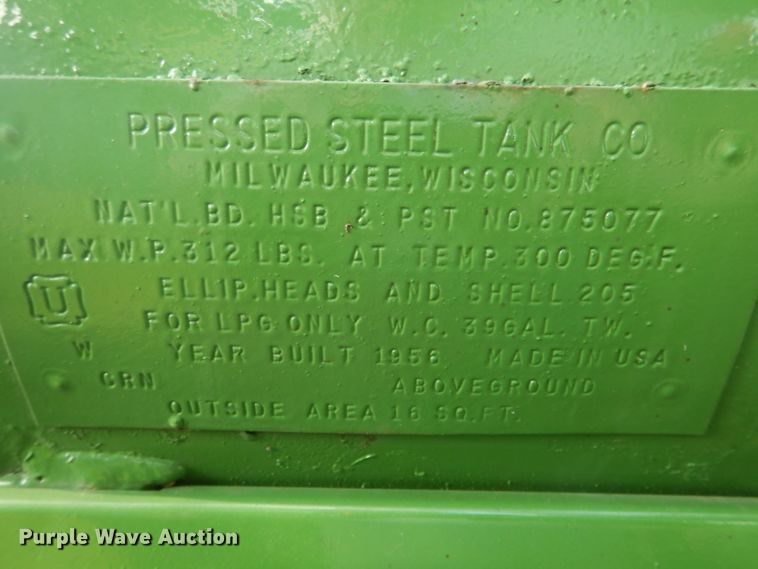 PRESSED STEEL TANK CO
MILWAUKEE, WISCONSIN
NAT'L. BD. HSB & PST NO. 875077
MAX W.P. 312 LBS. AT TEMP. 300 DEG. F.
U ELLIP. HEADS AND SHELL 205
FOR LPG ONLY W.C. 39 GAL. TW.
W YEAR BUILT 1956 MADE IN USA
CRN ABOVEGROUND
OUTSIDE AREA 16 SQ. FT.
Purple Wave Auction